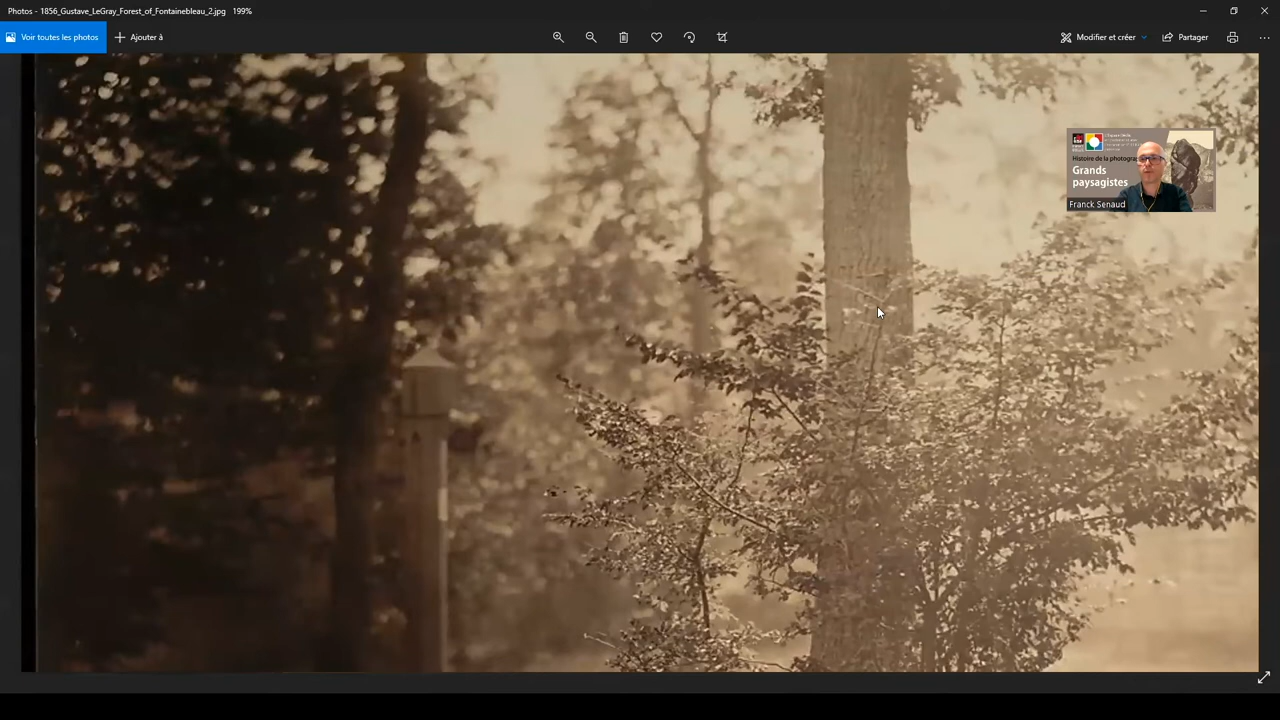 Photos - 1856_Gustave_LeGray_Forest_of_Fontainebleau_2.jpg 199%
Voir toutes les photos
Ajouter à
Modifier et créer
Partager
Histoire de la photogra
Grands
paysagistes
Franck Senaud